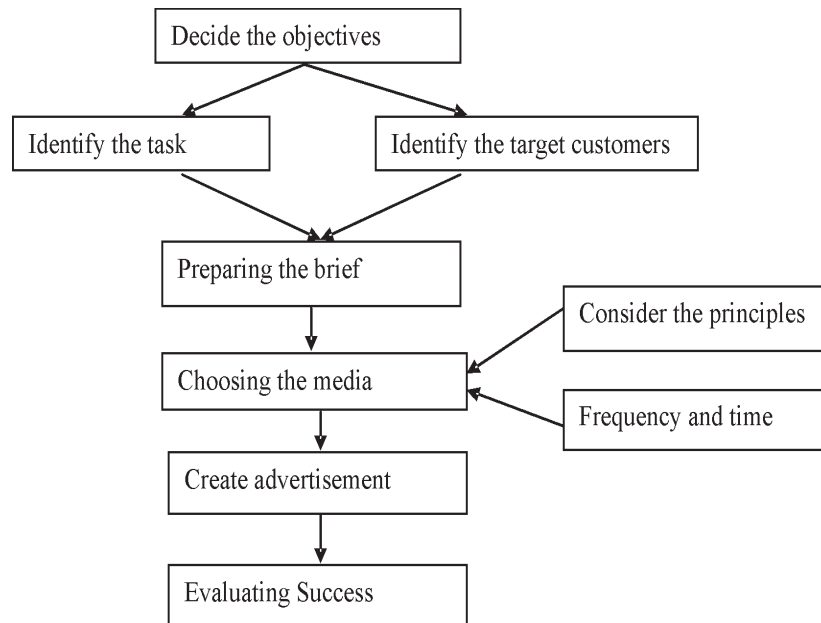 Decide the objectives
Identify the task
Identify the target customers
Preparing the brief
Consider the principles
Choosing the media
Frequency and time
Create advertisement
Evaluating Success